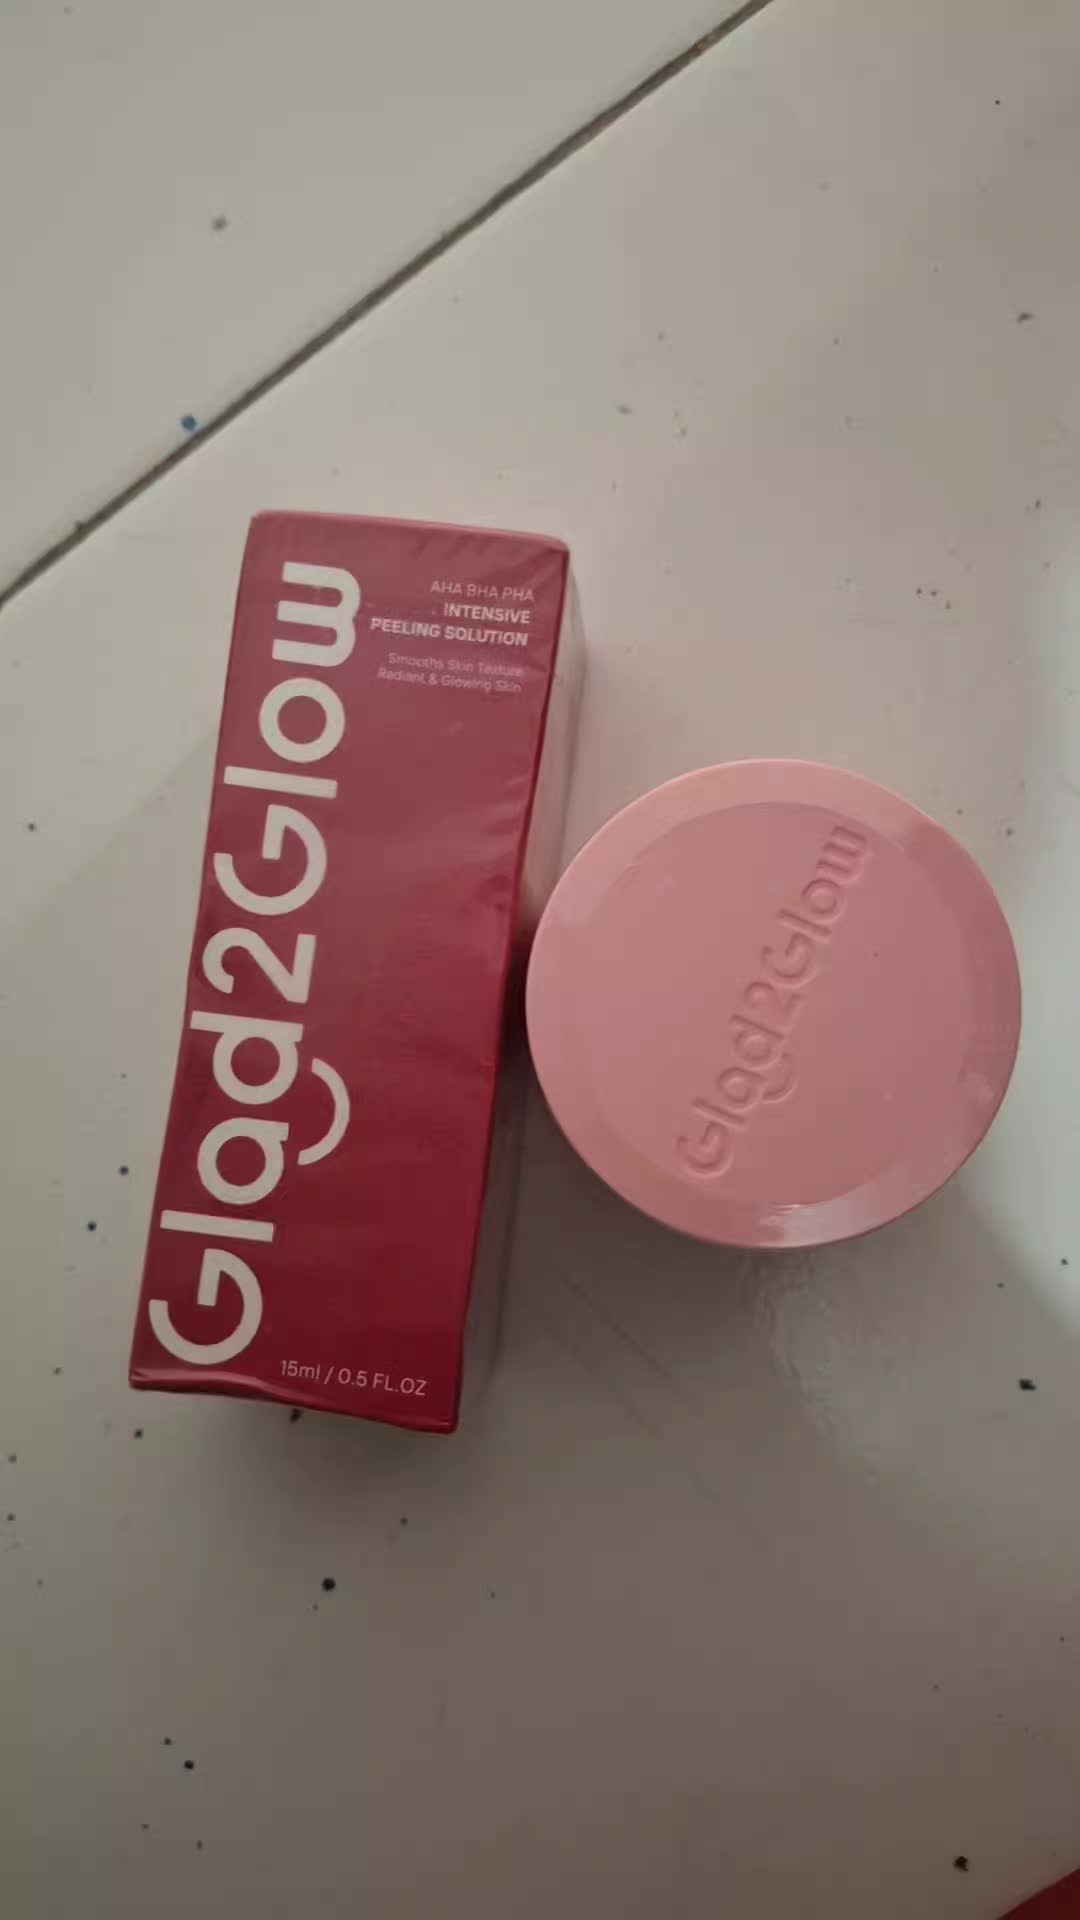 Glad2Glow
AHA BHA PHA
INTENSIVE
PEELING SOLUTION
Smooths Skin Texture
Radiant & Glowing Skin
15ml / 0.5 FL.OZ
Glad2Glow